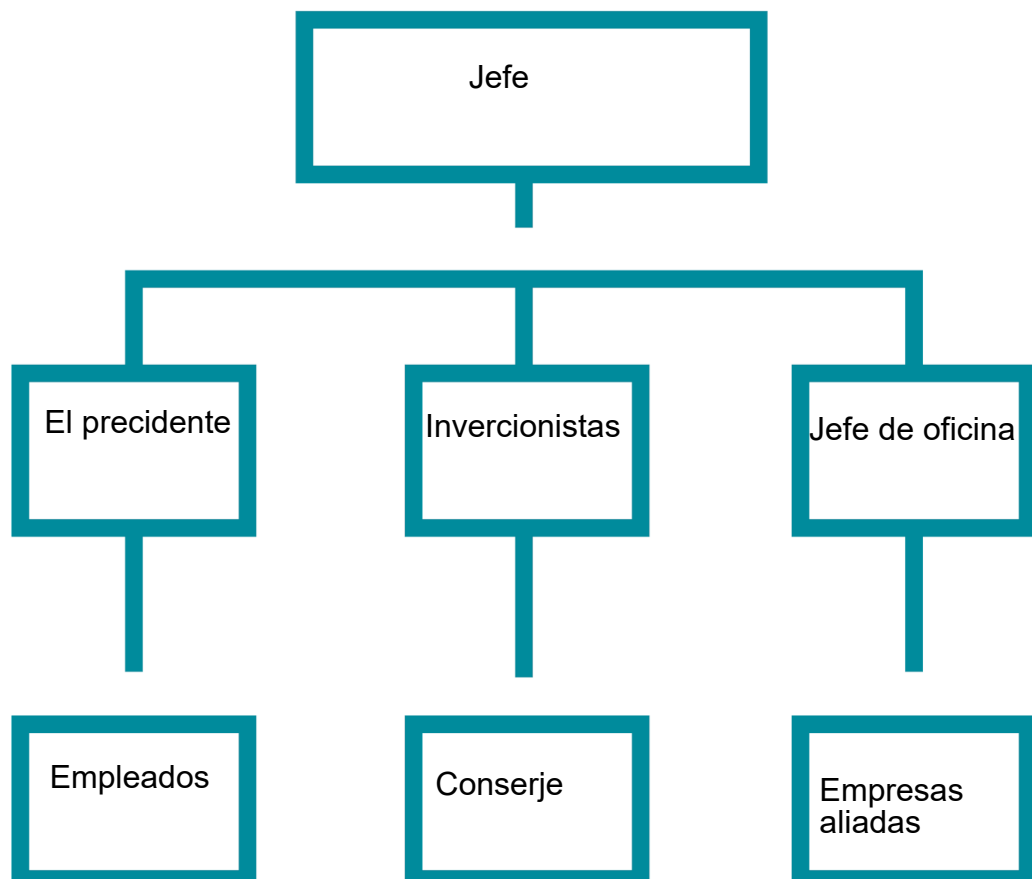 Jefe
El precidente
Invercionistas
Jefe de oficina
Empleados
Conserje
Empresas
aliadas